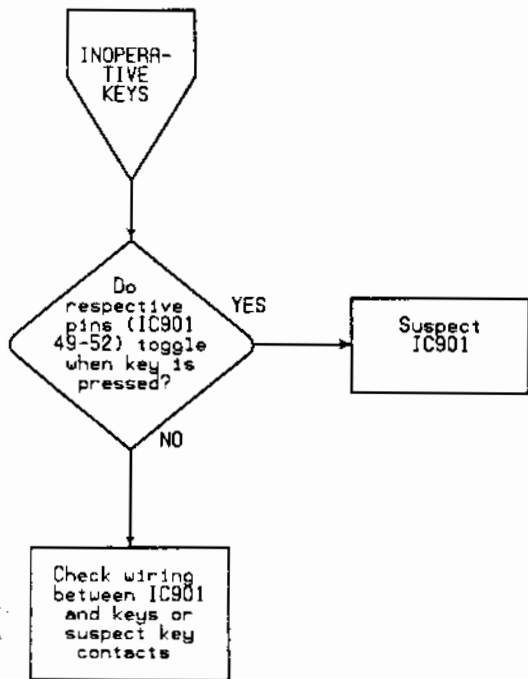 INOPERA-
TIVE
KEYS
Do
respective
pins (IC901
49-52) toggle
when key is
pressed?
YES
Suspect
IC901
NO
Check wiring
between IC901
and keys or
suspect key
contacts